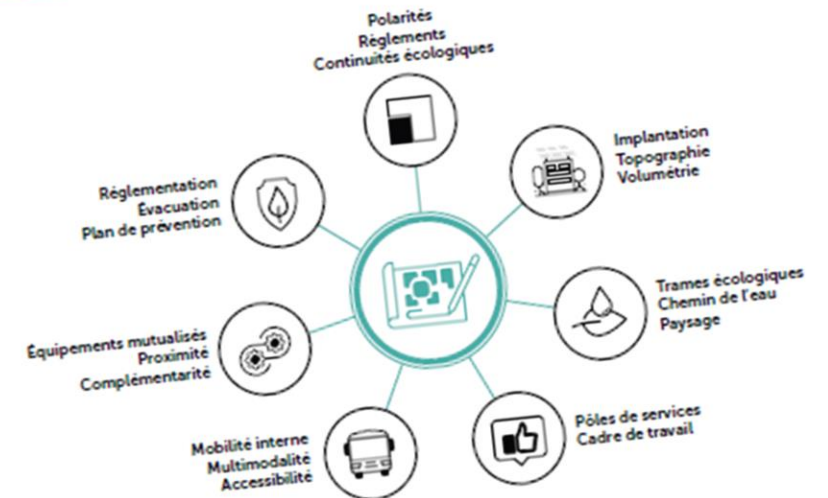 Polarités
Règlements
Continuités écologiques
Implantation
Topographie
Volumétrie
Trames écologiques
Chemin de l'eau
Paysage
Pôles de services
Cadre de travail
Mobilité interne
Multimodalité
Accessibilité
Équipements mutualisés
Proximité
Complémentarité
Réglementation
Évacuation
Plan de prévention